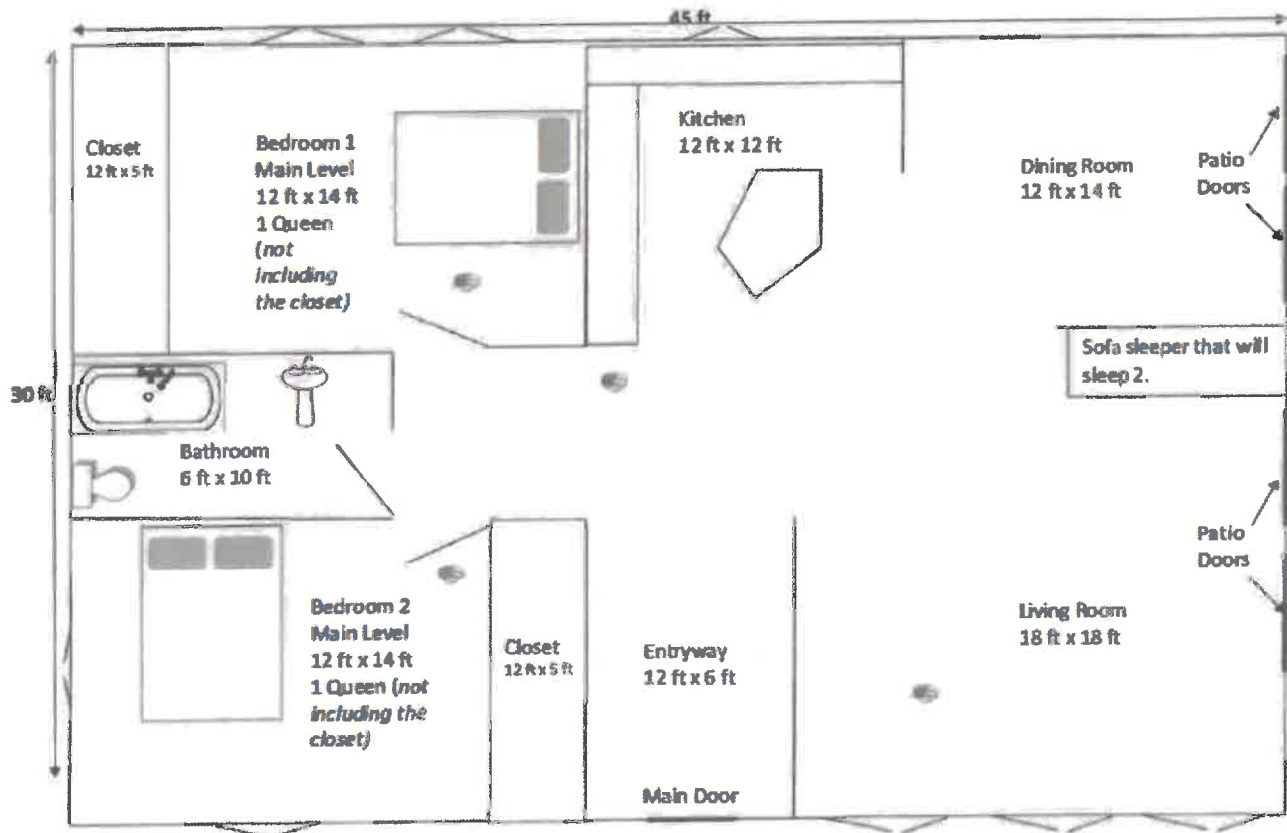 45 ft
Closet
12 ft x 5 ft
Bedroom 1
Main Level
12 ft x 14 ft
1 Queen
(not
including
the closet)
Kitchen
12 ft x 12 ft
Dining Room
12 ft x 14 ft
Patio
Doors
30 ft
Sofa sleeper that will
sleep 2.
Bathroom
6 ft x 10 ft
Bedroom 2
Main Level
12 ft x 14 ft
1 Queen (not
including the
closet)
Closet
12 ft x 5 ft
Entryway
12 ft x 6 ft
Main Door
Living Room
18 ft x 18 ft
Patio
Doors